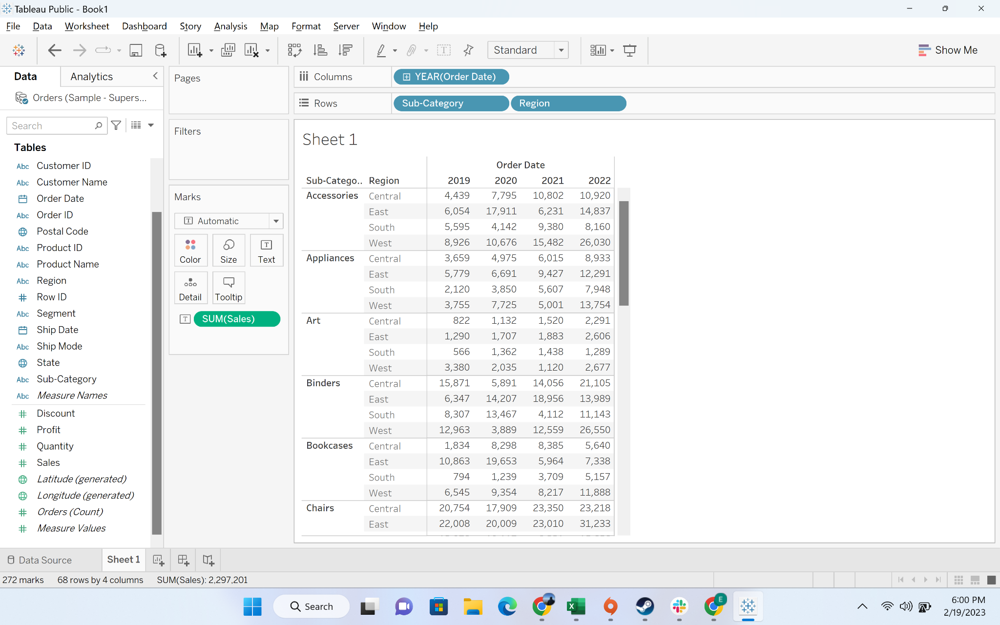 Tableau Public - Book1
File Data Worksheet Dashboard Story Analysis Map Format Server Window Help
Standard
Show Me
Data Analytics
Orders (Sample - Supers...
Search
Tables
Abc Customer ID
Abc Customer Name
Order Date
Abc Order ID
Postal Code
Abc Product ID
Abc Product Name
Abc Region
# Row ID
Abc Segment
Ship Date
Abc Ship Mode
State
Abc Sub-Category
Abc Measure Names
# Discount
# Profit
# Quantity
# Sales
Latitude (generated)
Longitude (generated)
# Orders (Count)
# Measure Values
Pages
Filters
Marks
T Automatic
Color Size T Text
Detail Tooltip
T SUM(Sales)
Columns YEAR(Order Date)
Rows Sub-Category Region
Sheet 1
Order Date
Sub-Catego.. Region 2019 2020 2021 2022
Accessories Central 4,439 7,795 10,802 10,920
East 6,054 17,911 6,231 14,837
South 5,595 4,142 9,380 8,160
West 8,926 10,676 15,482 26,030
Appliances Central 3,659 4,975 6,015 8,933
East 5,779 6,691 9,427 12,291
South 2,120 3,850 5,607 7,948
West 3,755 7,725 5,001 13,754
Art Central 822 1,132 1,520 2,291
East 1,290 1,707 1,883 2,606
South 566 1,362 1,438 1,289
West 3,380 2,035 1,120 2,677
Binders Central 15,871 5,891 14,056 21,105
East 6,347 14,207 18,956 13,989
South 8,307 13,467 4,112 11,143
West 12,963 3,889 12,559 26,550
Bookcases Central 1,834 8,298 8,385 5,640
East 10,863 19,653 5,964 7,338
South 794 1,239 3,709 5,157
West 6,545 9,354 8,217 11,888
Chairs Central 20,754 17,909 23,350 23,218
East 22,008 20,009 23,010 31,233
Data Source Sheet 1
272 marks 68 rows by 4 columns SUM(Sales): 2,297,201
Search
X
E
6:00 PM
2/19/2023